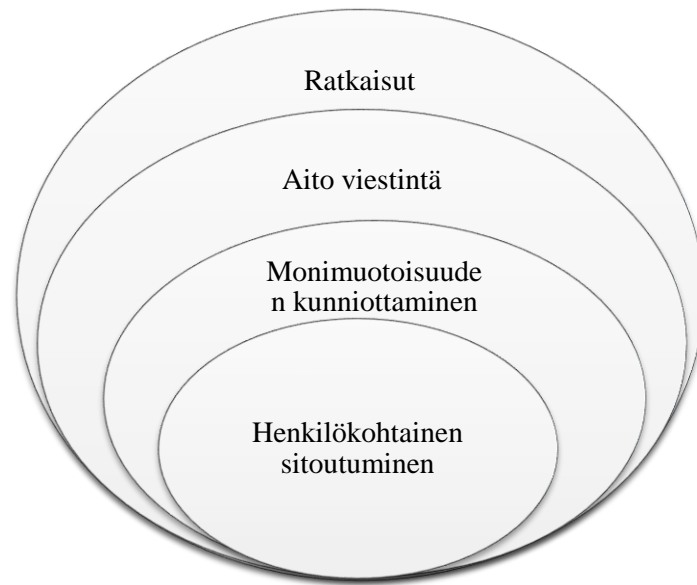 Ratkaisut
Aito viestintä
Monimuotoisuude
n kunniottaminen
Henkilökohtainen
sitoutuminen